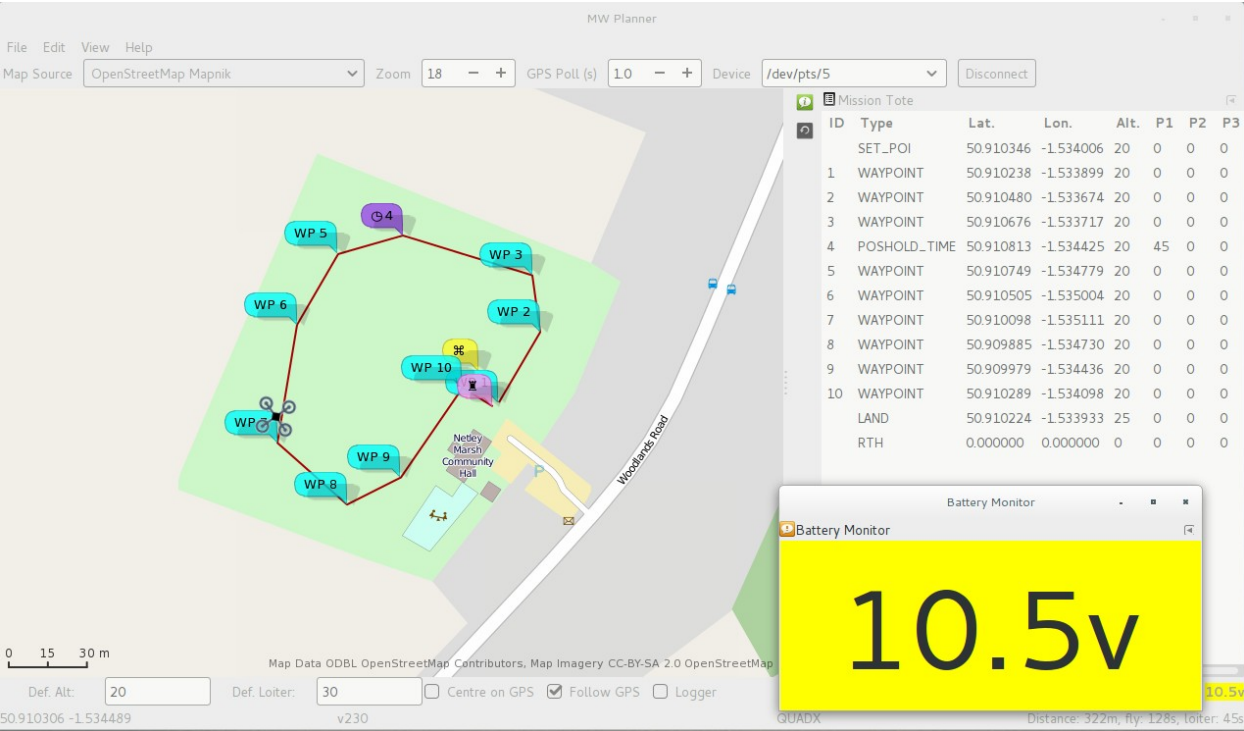 MW Planner
File Edit View Help
Map Source OpenStreetMap Mapnik Zoom 18 - + GPS Poll (s) 1.0 - + Device /dev/pts/5 Disconnect
Mission Tote
ID Type Lat. Lon. Alt. P1 P2 P3
SET_POI 50.910346 -1.534006 20 0 0 0
1 WAYPOINT 50.910238 -1.533899 20 0 0 0
2 WAYPOINT 50.910480 -1.533674 20 0 0 0
3 WAYPOINT 50.910676 -1.533717 20 0 0 0
4 POSHOLD_TIME 50.910813 -1.534425 20 45 0 0
5 WAYPOINT 50.910749 -1.534779 20 0 0 0
6 WAYPOINT 50.910505 -1.535004 20 0 0 0
7 WAYPOINT 50.910098 -1.535111 20 0 0 0
8 WAYPOINT 50.909885 -1.534730 20 0 0 0
9 WAYPOINT 50.909979 -1.534436 20 0 0 0
10 WAYPOINT 50.910289 -1.534098 20 0 0 0
LAND 50.910224 -1.533933 25 0 0 0
RTH 0.000000 0.000000 0 0 0 0
4
WP 5
WP 3
WP 6
WP 2
WP 10
WP 9
WP 8
Netley
Marsh
Community
Hall
P
Woodlands Road
Battery Monitor
Battery Monitor
10.5v
0 15 30 m
Map Data ODBL OpenStreetMap Contributors, Map Imagery CC-BY-SA 2.0 OpenStreetMap
Def. Alt: 20 Def. Loiter: 30 Centre on GPS Follow GPS Logger 10.5v
50.910306 -1.534489 v230 QUADX Distance: 322m, fly: 128s, loiter: 45s